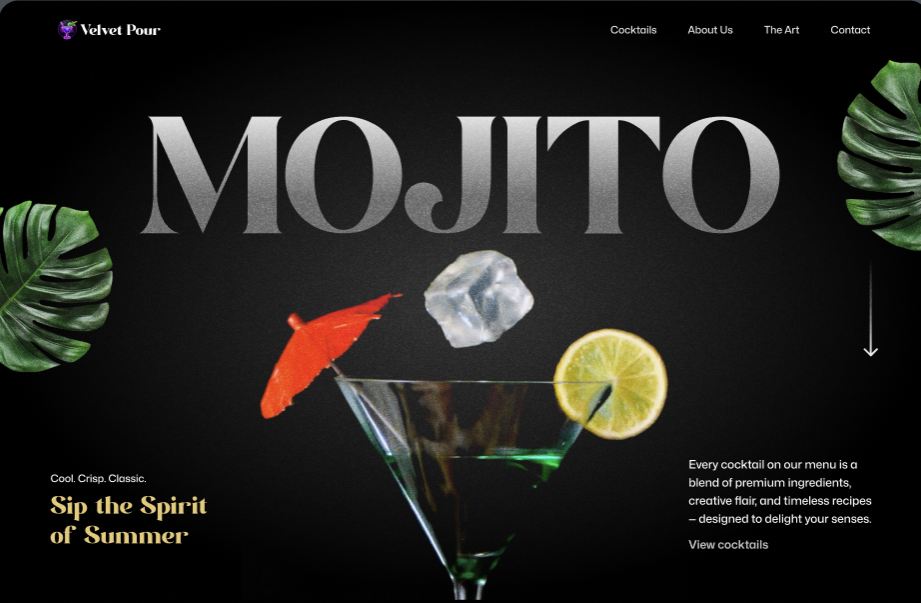 Velvet Pour
Cocktails
About Us
The Art
Contact
MOJITO
Cool. Crisp. Classic.
Sip the Spirit
of Summer
Every cocktail on our menu is a
blend of premium ingredients,
creative flair, and timeless recipes
– designed to delight your senses.
View cocktails